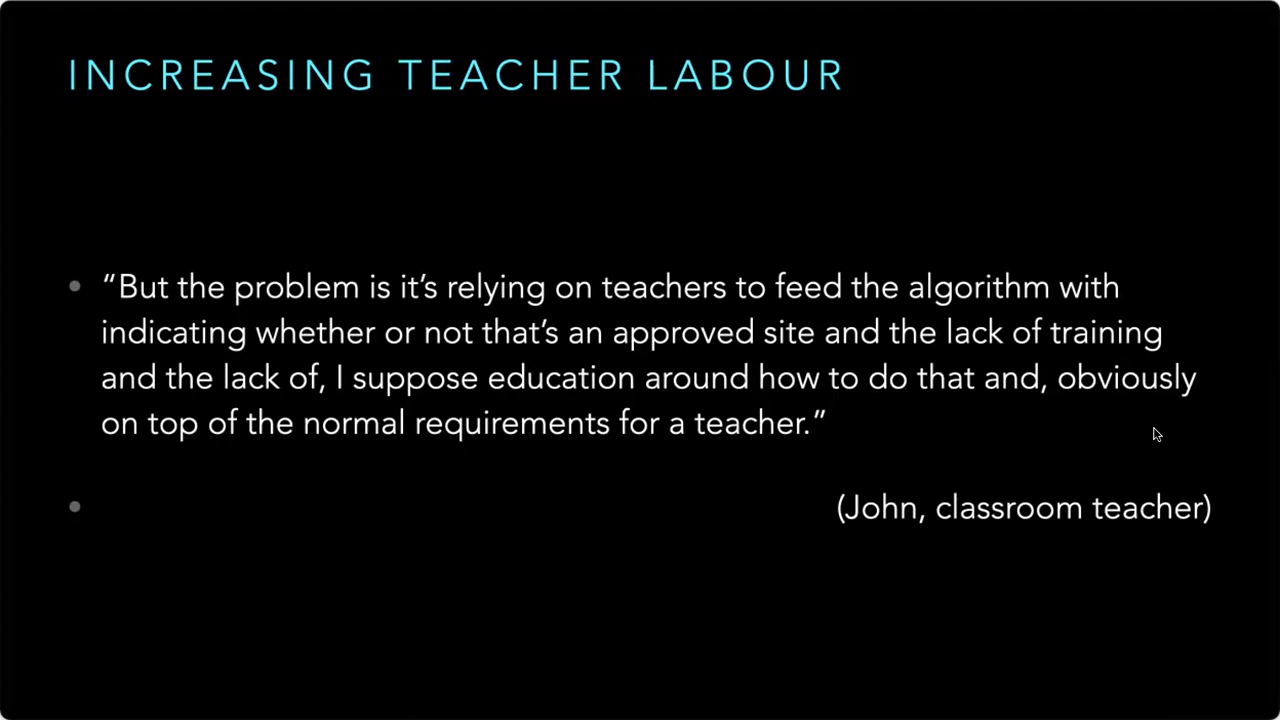 INCREASING TEACHER LABOUR
• “But the problem is it’s relying on teachers to feed the algorithm with
indicating whether or not that’s an approved site and the lack of training
and the lack of, I suppose education around how to do that and, obviously
on top of the normal requirements for a teacher.”
• (John, classroom teacher)